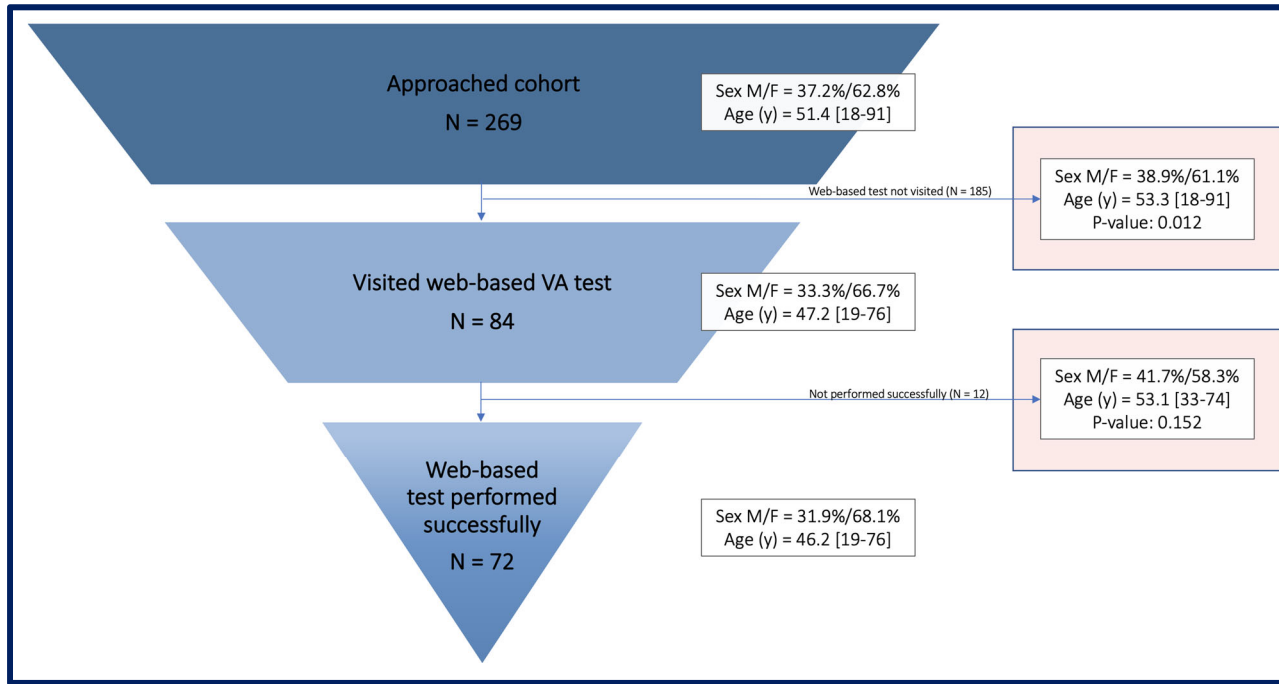 Approached cohort
N = 269
Sex M/F = 37.2%/62.8%
Age (y) = 51.4 [18-91]
Web-based test not visited (N = 185)
Sex M/F = 38.9%/61.1%
Age (y) = 53.3 [18-91]
P-value: 0.012
Visited web-based VA test
N = 84
Sex M/F = 33.3%/66.7%
Age (y) = 47.2 [19-76]
Not performed successfully (N = 12)
Sex M/F = 41.7%/58.3%
Age (y) = 53.1 [33-74]
P-value: 0.152
Web-based
test performed
successfully
N = 72
Sex M/F = 31.9%/68.1%
Age (y) = 46.2 [19-76]